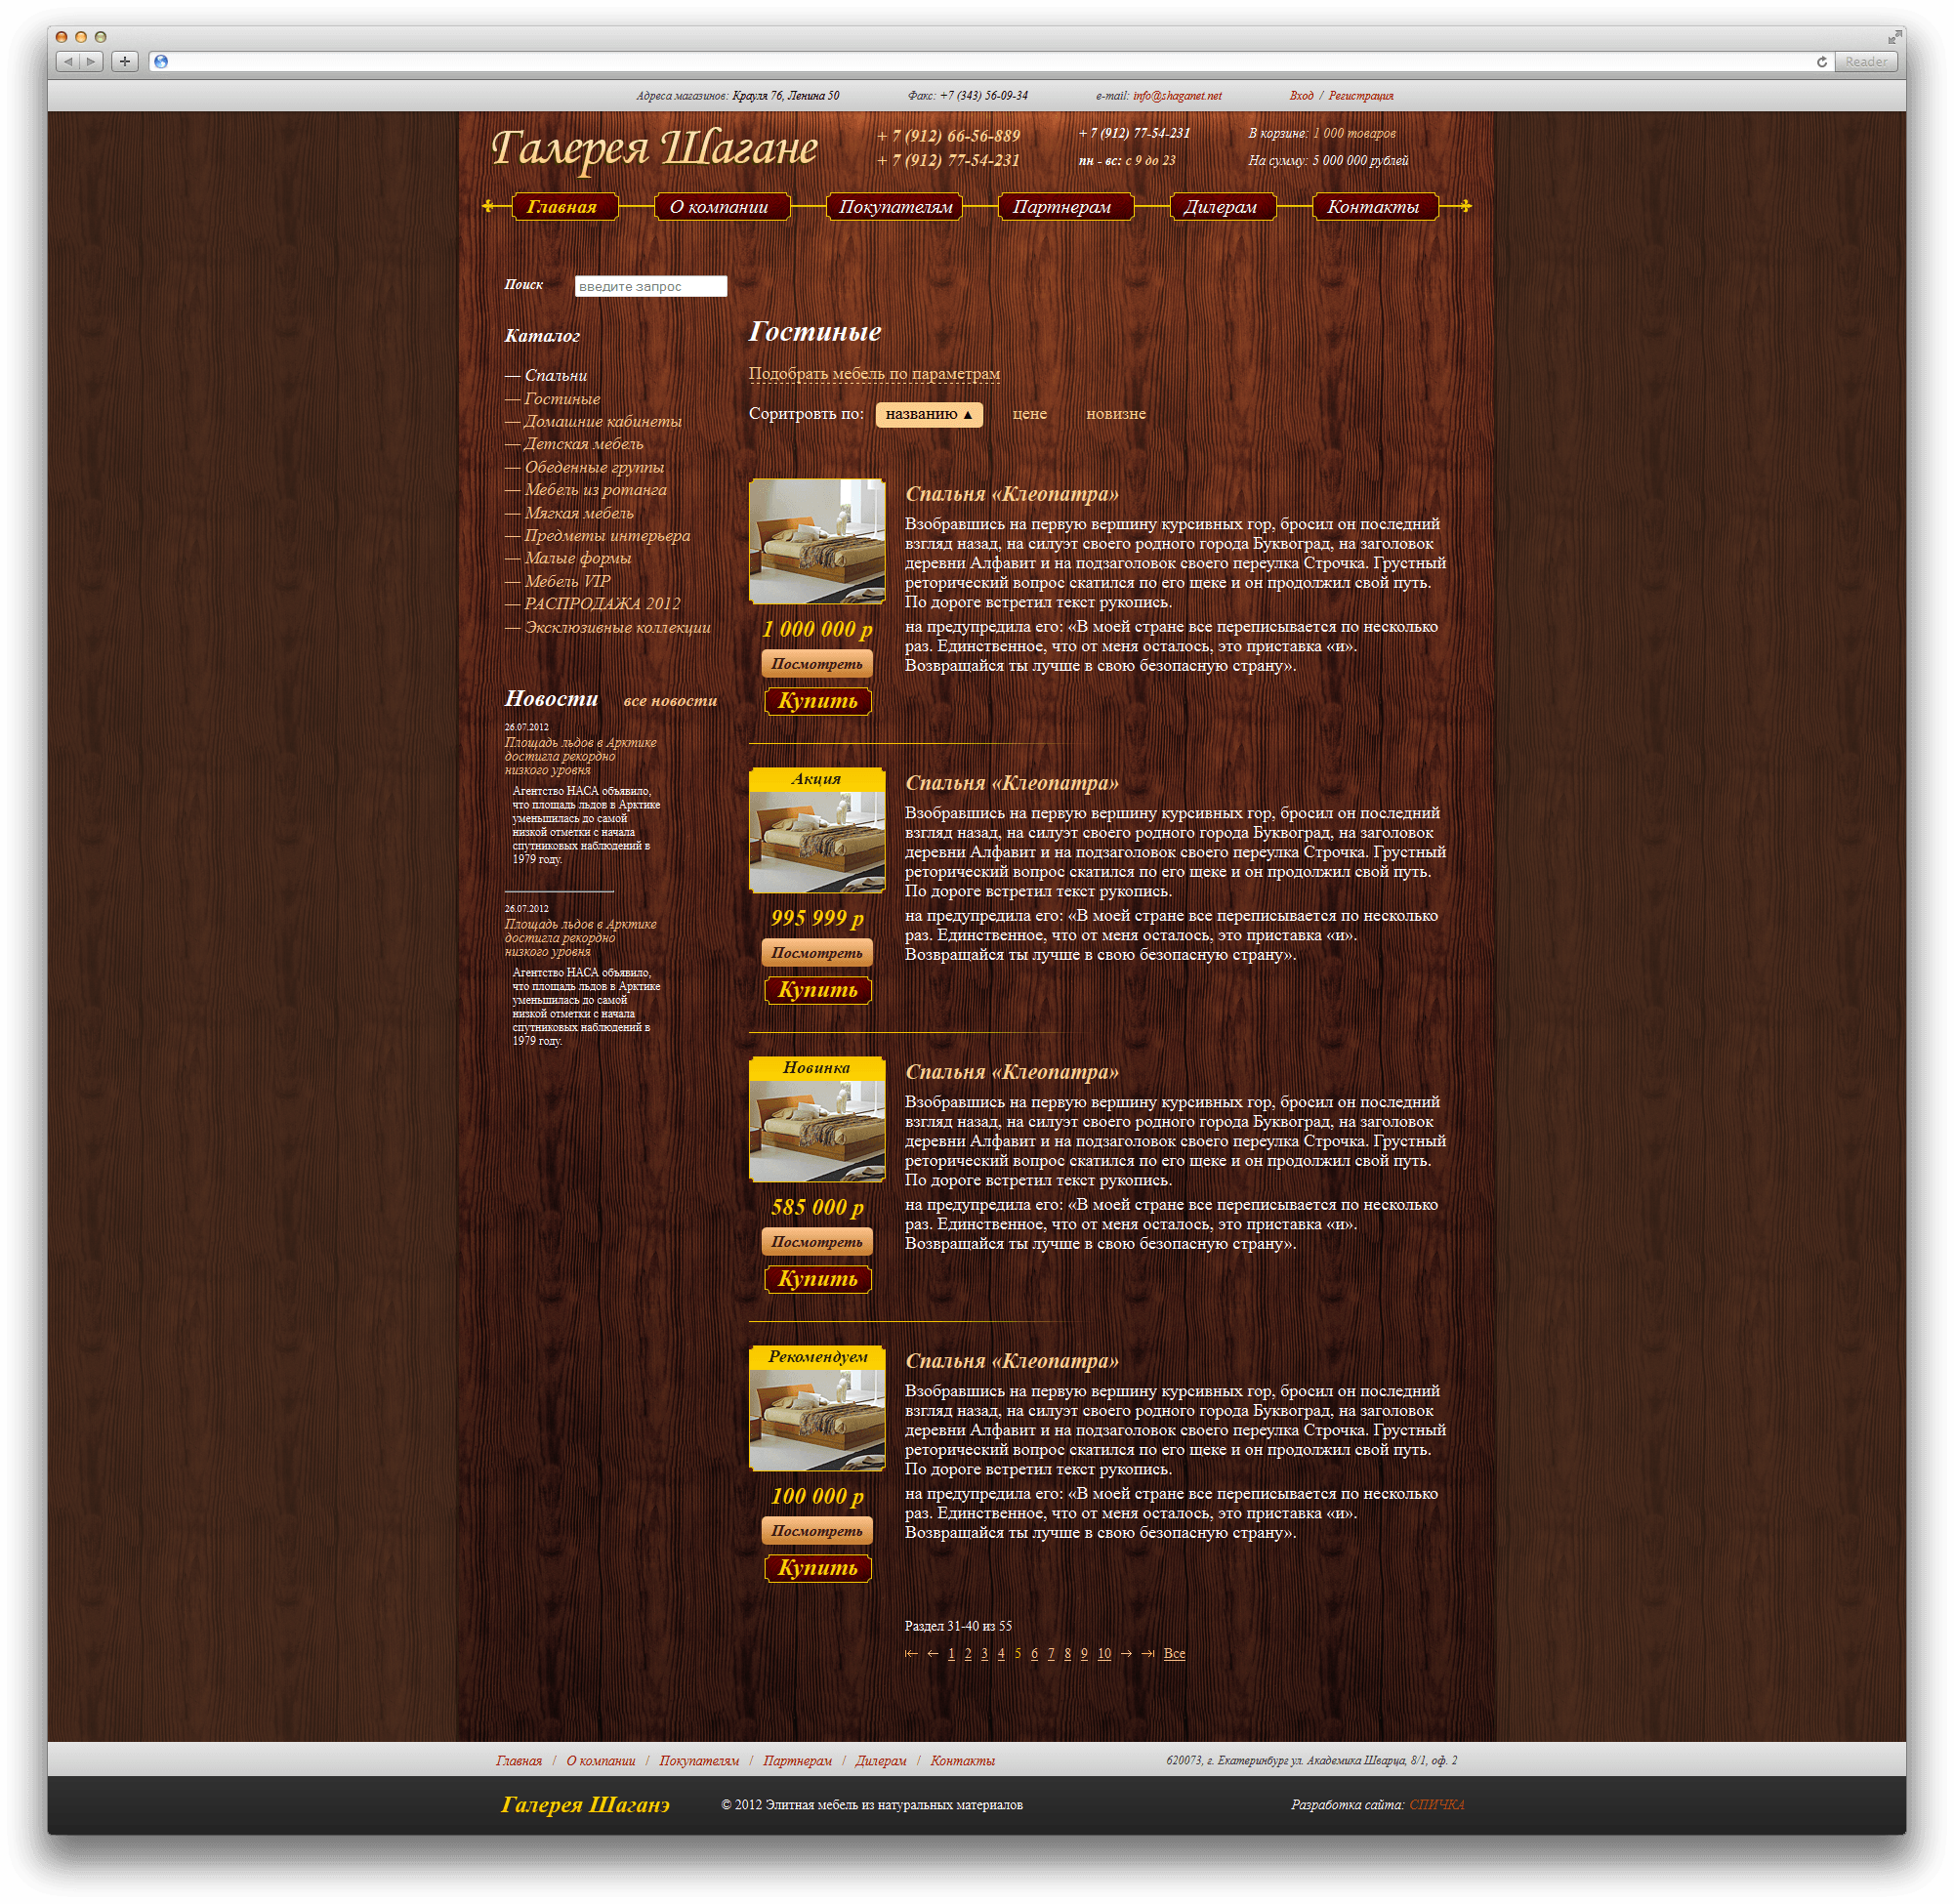 Reader
Адреса магазинов: Крауля 76, Ленина 50 Факс: +7 (343) 56-09-34 e-mail: info@shaganet.net Вход / Регистрация
Галерея Шагане
+ 7 (912) 66-56-889
+ 7 (912) 77-54-231
+ 7 (912) 77-54-231
пн - вс: с 9 до 23
В корзине: 1 000 товаров
На сумму: 5 000 000 рублей
Главная О компании Покупателям Партнерам Дилерам Контакты
Поиск введите запрос
Каталог
— Спальни
— Гостиные
— Домашние кабинеты
— Детская мебель
— Обеденные группы
— Мебель из ротанга
— Мягкая мебель
— Предметы интерьера
— Малые формы
— Мебель VIP
— РАСПРОДАЖА 2012
— Эксклюзивные коллекции
Новости все новости
26.07.2012
Площадь льдов в Арктике
достигла рекордно
низкого уровня
Агентство НАСА объявило,
что площадь льдов в Арктике
уменьшилась до самой
низкой отметки с начала
спутниковых наблюдений в
1979 году.
26.07.2012
Площадь льдов в Арктике
достигла рекордно
низкого уровня
Агентство НАСА объявило,
что площадь льдов в Арктике
уменьшилась до самой
низкой отметки с начала
спутниковых наблюдений в
1979 году.
Гостиные
Подобрать мебель по параметрам
Соритровть по: названию ▲ цене новизне
Спальня «Клеопатра»
Взобравшись на первую вершину курсивных гор, бросил он последний
взгляд назад, на силуэт своего родного города Буквоград, на заголовок
деревни Алфавит и на подзаголовок своего переулка Строчка. Грустный
реторический вопрос скатился по его щеке и он продолжил свой путь.
По дороге встретил текст рукопись.
на предупредила его: «В моей стране все переписывается по несколько
раз. Единственное, что от меня осталось, это приставка «и».
Возвращайся ты лучше в свою безопасную страну».
1 000 000 р
Посмотреть
Купить
Акция
Спальня «Клеопатра»
Взобравшись на первую вершину курсивных гор, бросил он последний
взгляд назад, на силуэт своего родного города Буквоград, на заголовок
деревни Алфавит и на подзаголовок своего переулка Строчка. Грустный
реторический вопрос скатился по его щеке и он продолжил свой путь.
По дороге встретил текст рукопись.
на предупредила его: «В моей стране все переписывается по несколько
раз. Единственное, что от меня осталось, это приставка «и».
Возвращайся ты лучше в свою безопасную страну».
995 999 р
Посмотреть
Купить
Новинка
Спальня «Клеопатра»
Взобравшись на первую вершину курсивных гор, бросил он последний
взгляд назад, на силуэт своего родного города Буквоград, на заголовок
деревни Алфавит и на подзаголовок своего переулка Строчка. Грустный
реторический вопрос скатился по его щеке и он продолжил свой путь.
По дороге встретил текст рукопись.
на предупредила его: «В моей стране все переписывается по несколько
раз. Единственное, что от меня осталось, это приставка «и».
Возвращайся ты лучше в свою безопасную страну».
585 000 р
Посмотреть
Купить
Рекомендуем
Спальня «Клеопатра»
Взобравшись на первую вершину курсивных гор, бросил он последний
взгляд назад, на силуэт своего родного города Буквоград, на заголовок
деревни Алфавит и на подзаголовок своего переулка Строчка. Грустный
реторический вопрос скатился по его щеке и он продолжил свой путь.
По дороге встретил текст рукопись.
на предупредила его: «В моей стране все переписывается по несколько
раз. Единственное, что от меня осталось, это приставка «и».
Возвращайся ты лучше в свою безопасную страну».
100 000 р
Посмотреть
Купить
Раздел 31-40 из 55
← 1 2 3 4 5 6 7 8 9 10 → Все
Главная / О компании / Покупателям / Партнерам / Дилерам / Контакты 620073, г. Екатеринбург ул. Академика Шварца, 8/1, оф. 2
Галерея Шаганэ © 2012 Элитная мебель из натуральных материалов Разработка сайта: СПИЧКА